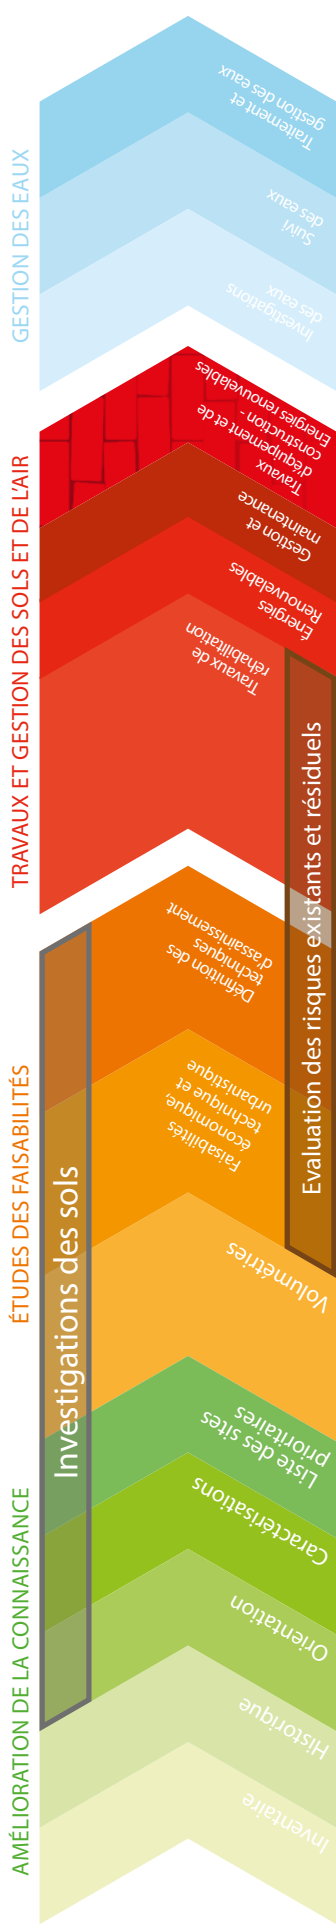 AMÉLIORATION DE LA CONNAISSANCE
Inventaire
Historique
Orientation
Caractérisations
Liste des sites
prioritaires
ÉTUDES DES FAISABILITÉS
Volumétries
Faisabilités
économique,
technique et
urbanistique
Définition des
techniques
d'assainissement
Investigations des sols
Evaluation des risques existants et résiduels
TRAVAUX ET GESTION DES SOLS ET DE L'AIR
Travaux de
réhabilitation
Énergies
Renouvelables
Gestion et
maintenance
Travaux
d'équipement et de
construction -
Énergies renouvelables
GESTION DES EAUX
Investigations
des eaux
Suivi
des eaux
Traitement et
gestion des eaux